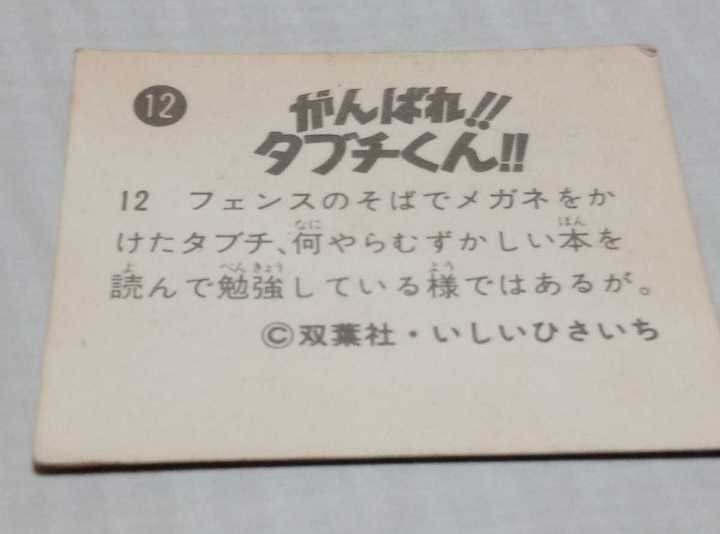 12
がんばれ!!
タブチくん!!
12 フェンスのそばでメガネをか
けたタブチ、何やらむずかしい本を
読んで勉強している様ではあるが。
©双葉社・いしいひさいち